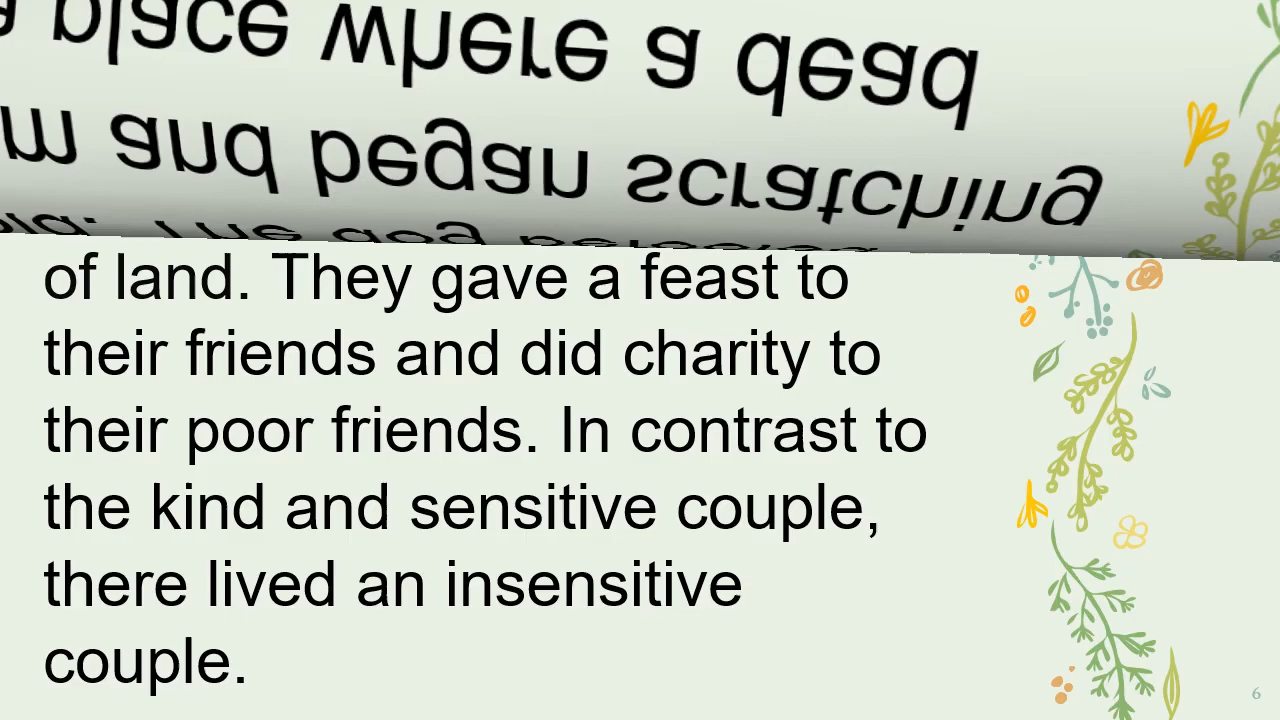 a place where a dead
m and began scratching
of land. They gave a feast to
their friends and did charity to
their poor friends. In contrast to
the kind and sensitive couple,
there lived an insensitive
couple.
6